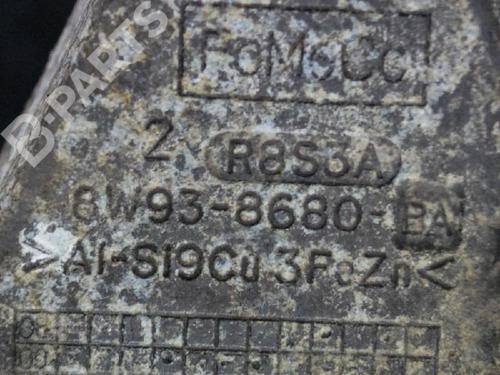 B-PARTS
FoMoCo
2. R8S3A
8W93-8680-BA
>Al-Si9Cu3FeZn<